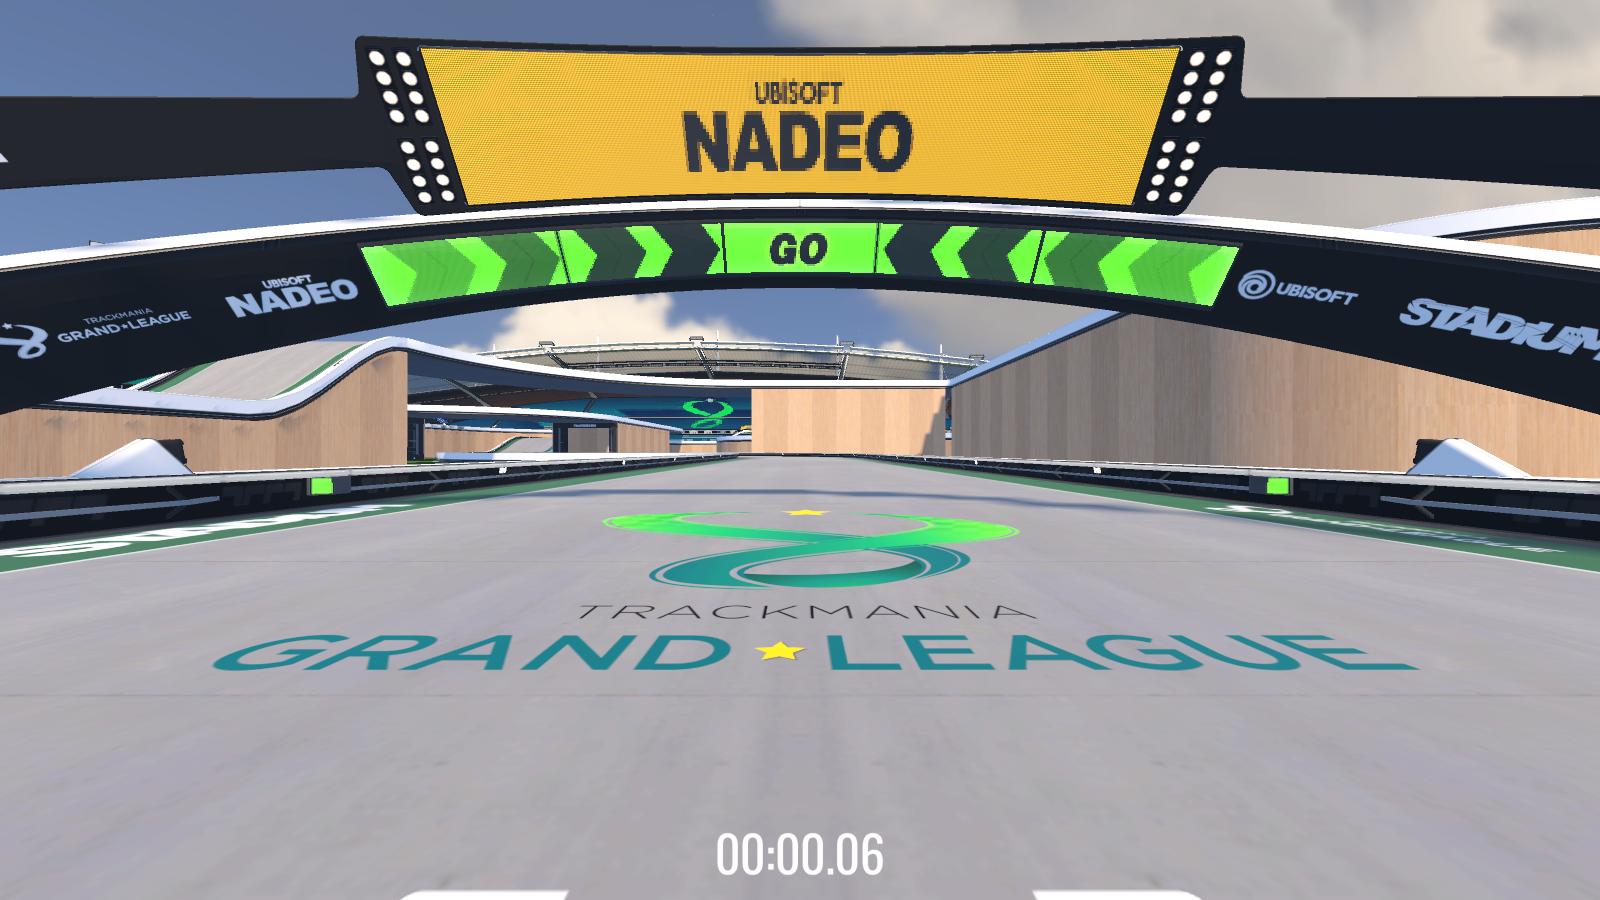 UBISOFT
NADEO
GO
TRACKMANIA
GRAND★LEAGUE
UBISOFT
NADEO
UBISOFT
STADIUM
TRACKMANIA
GRAND★LEAGUE
00:00.06